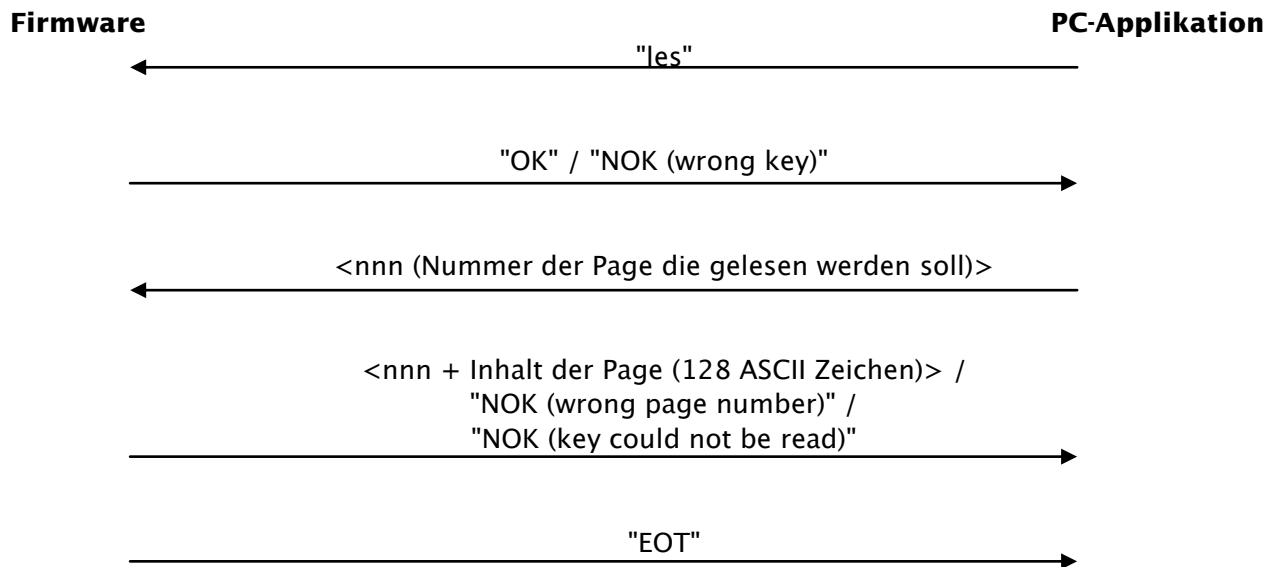 Firmware PC-Applikation
"les"
"OK" / "NOK (wrong key)"
<nnn (Nummer der Page die gelesen werden soll)>
<nnn + Inhalt der Page (128 ASCII Zeichen)> /
"NOK (wrong page number)" /
"NOK (key could not be read)"
"EOT"